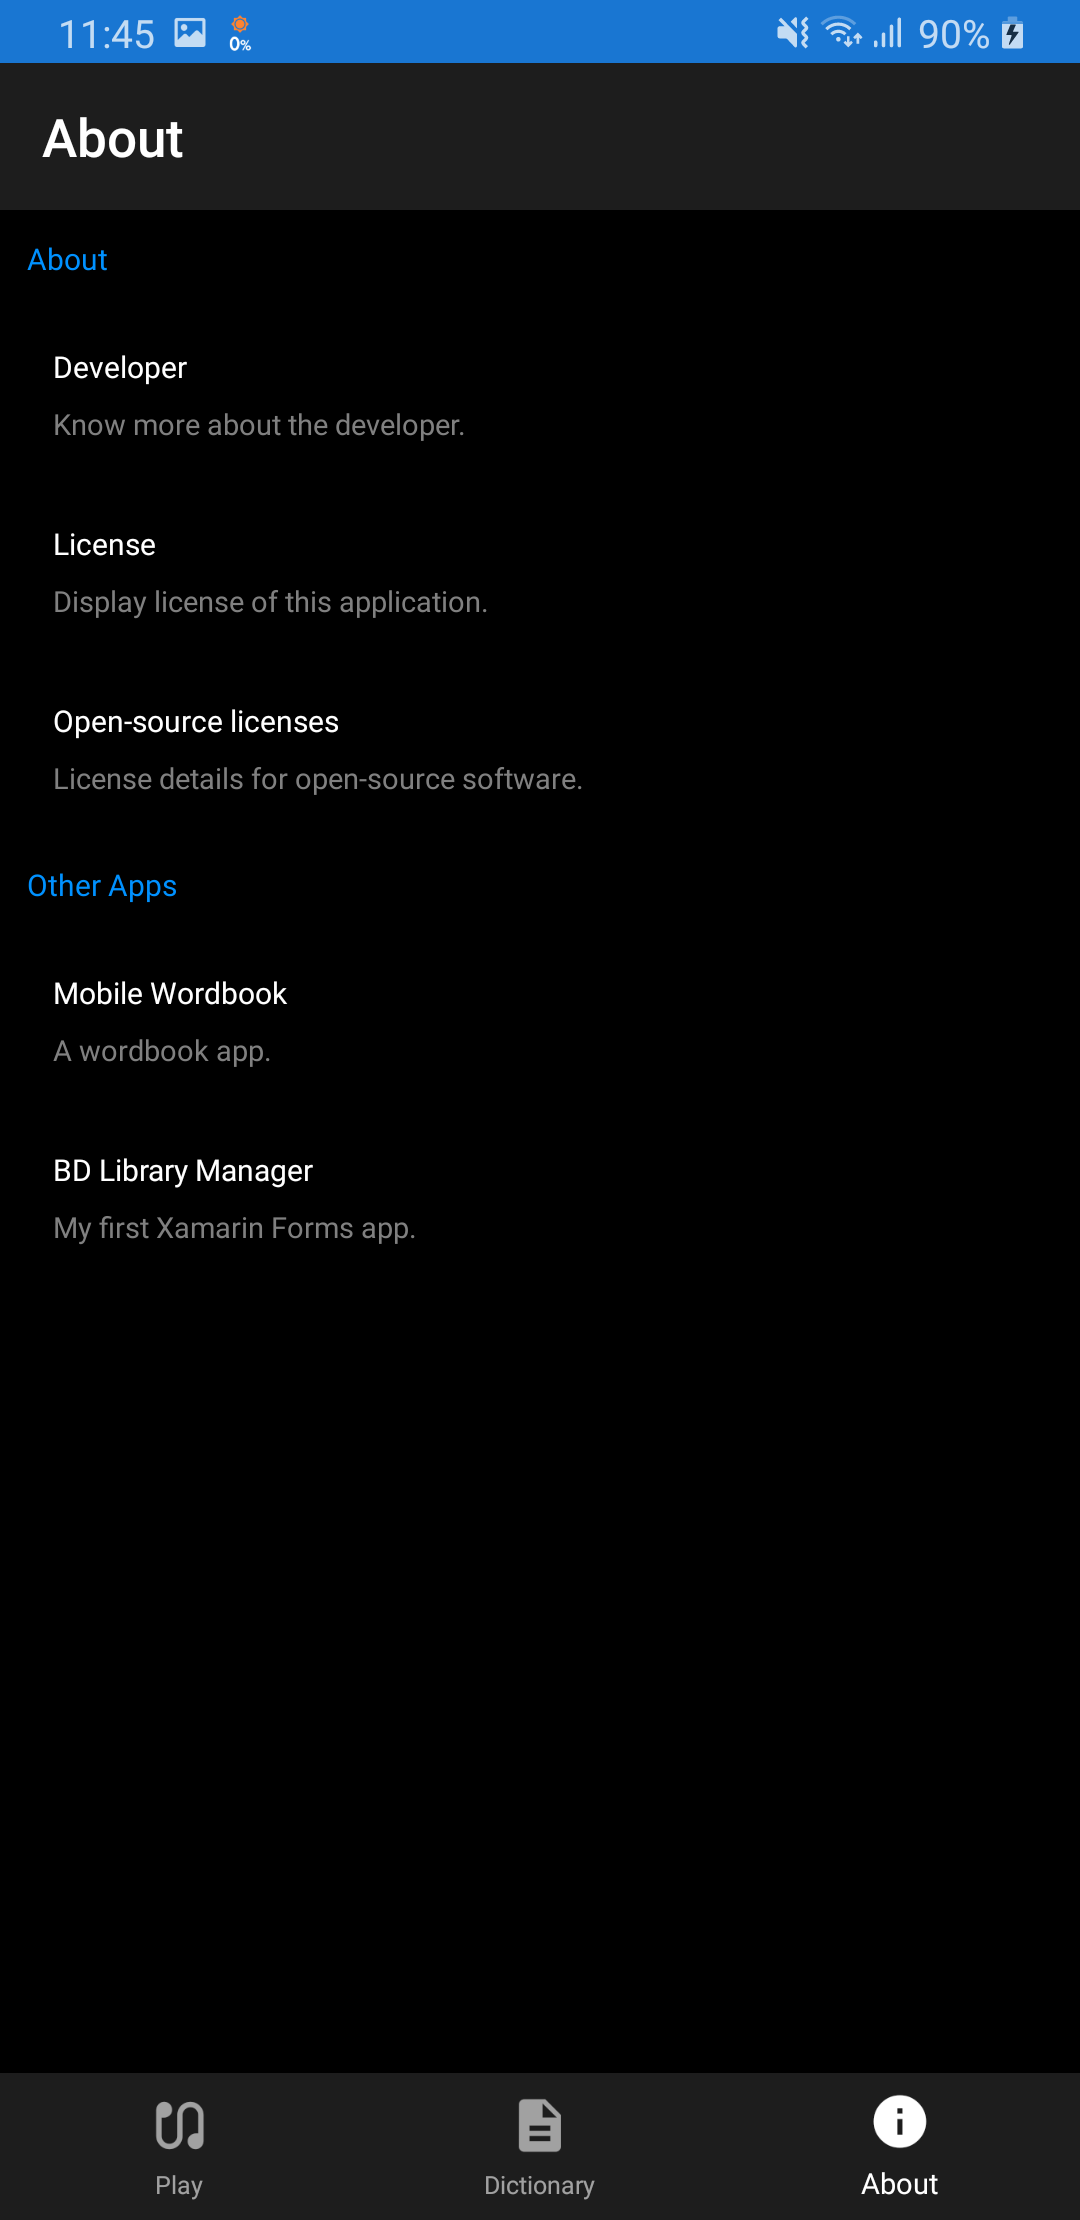 11:45 0% 90%
About
About
Developer
Know more about the developer.
License
Display license of this application.
Open-source licenses
License details for open-source software.
Other Apps
Mobile Wordbook
A wordbook app.
BD Library Manager
My first Xamarin Forms app.
Play Dictionary About